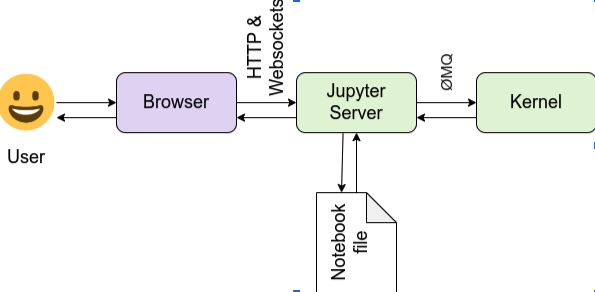 HTTP &
Websockets
ØMQ
Browser
Jupyter
Server
Kernel
User
Notebook
file